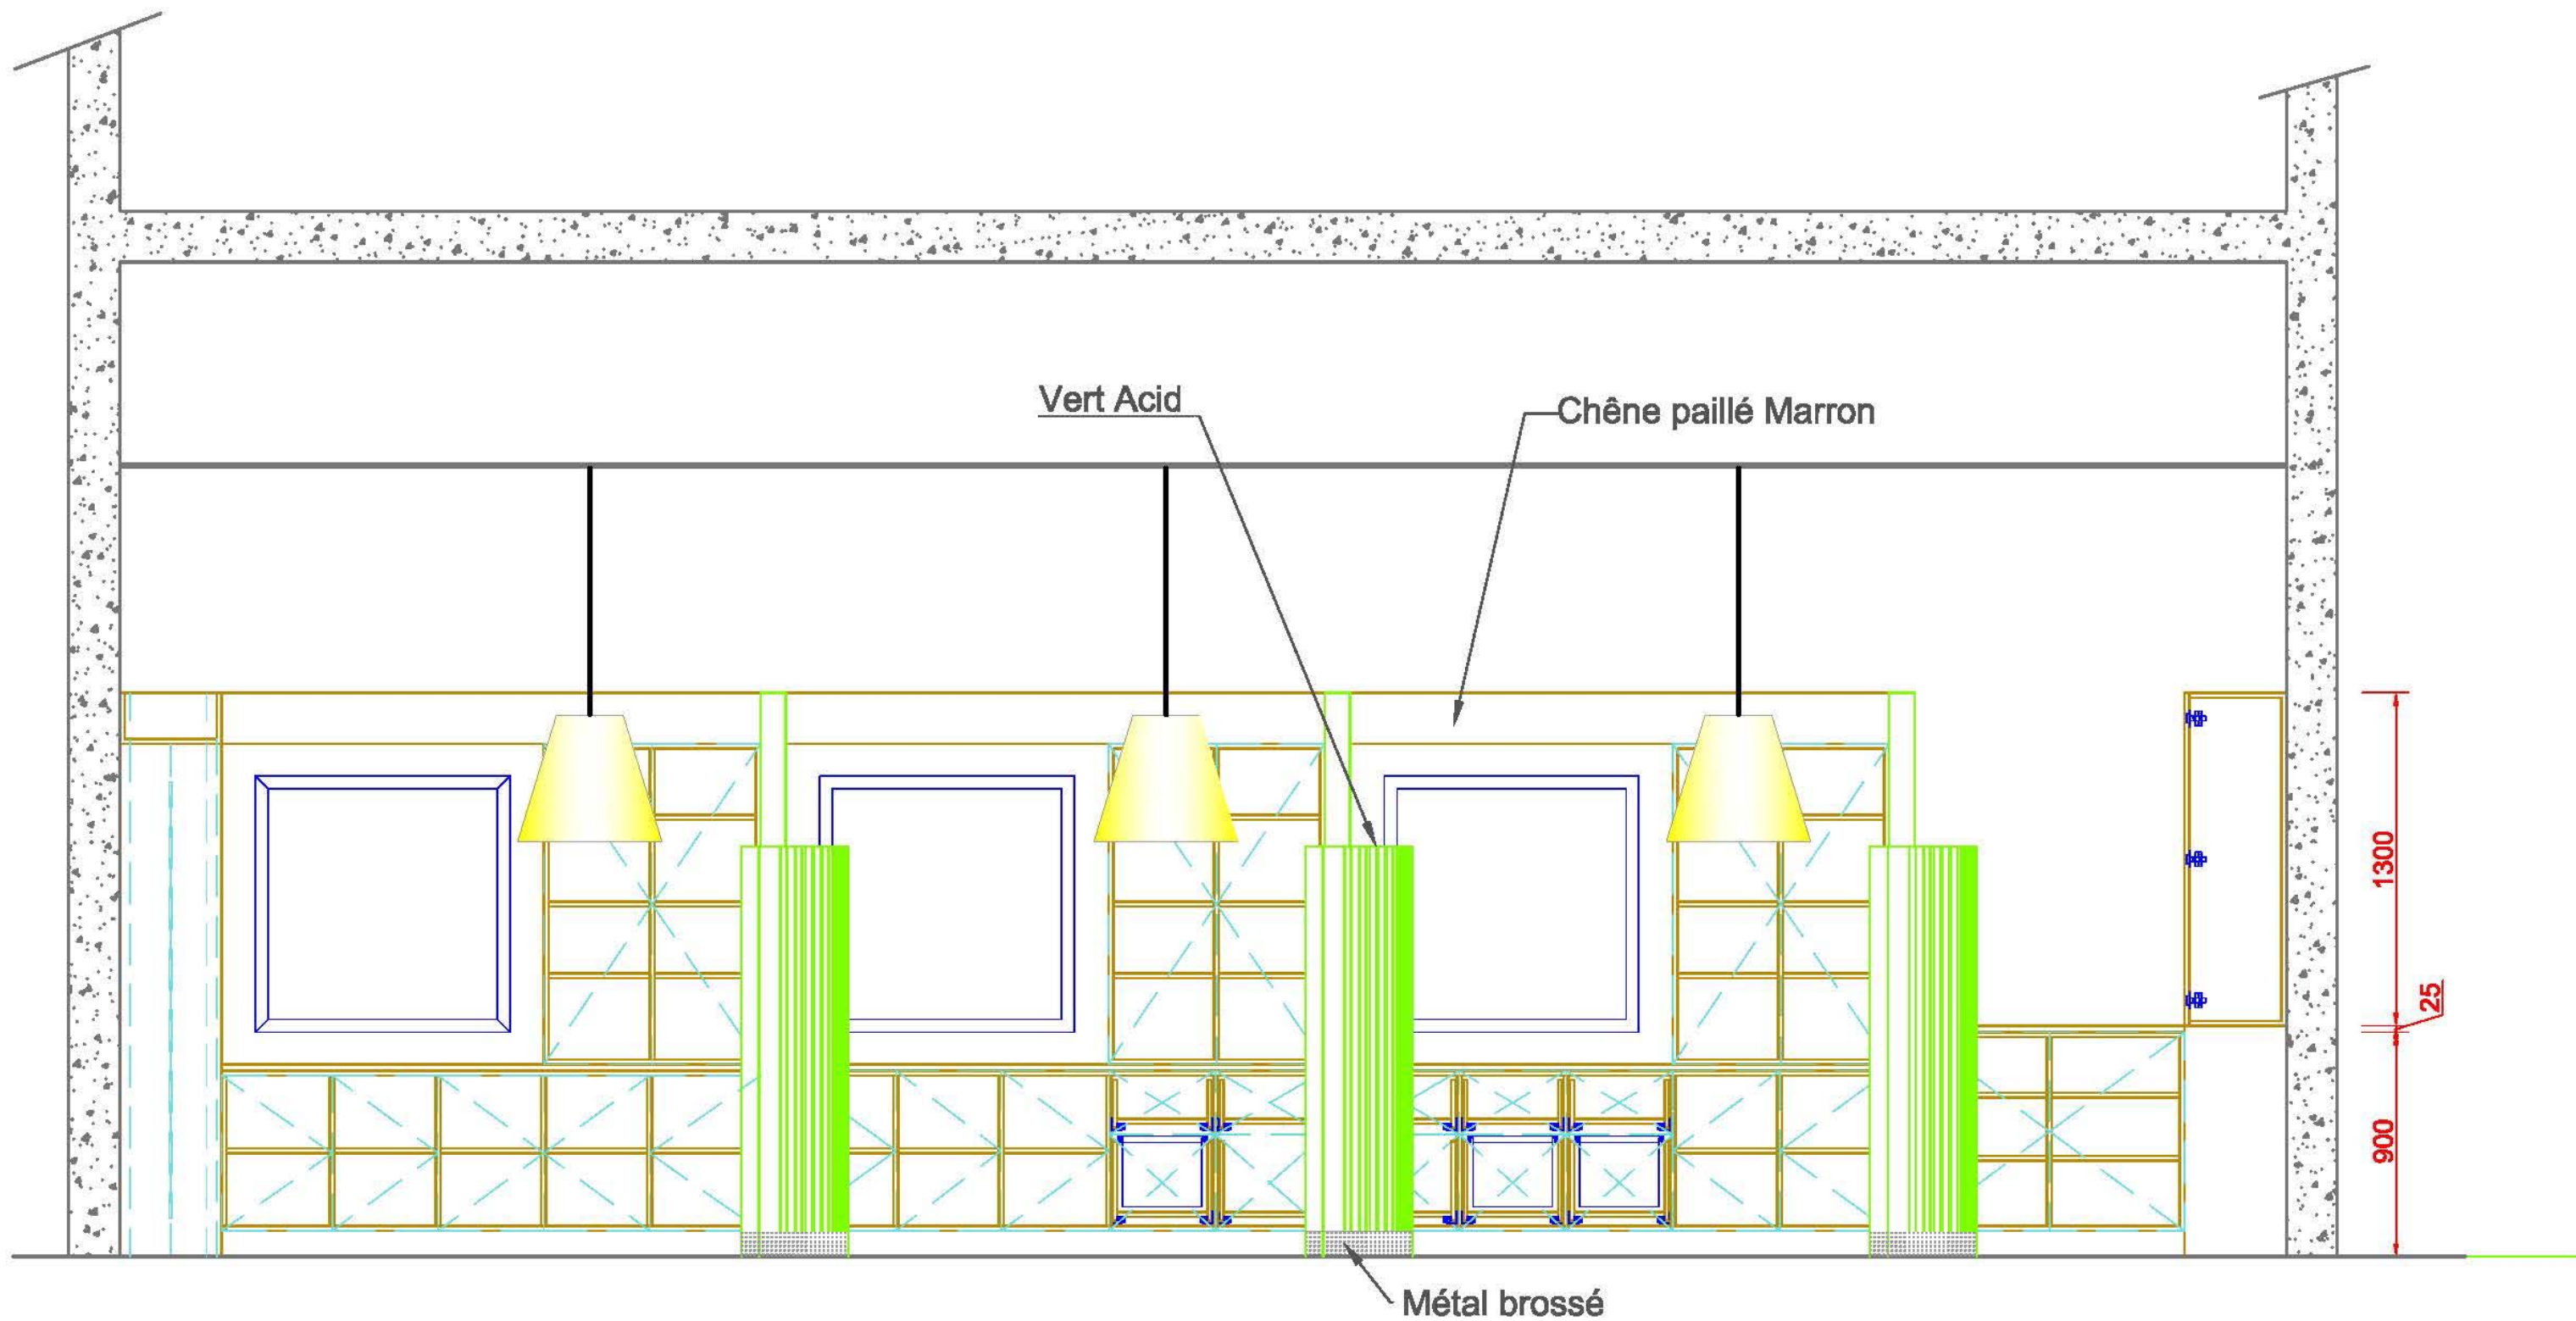 Vert Acid
Chêne paillé Marron
1300
25
900
Métal brossé